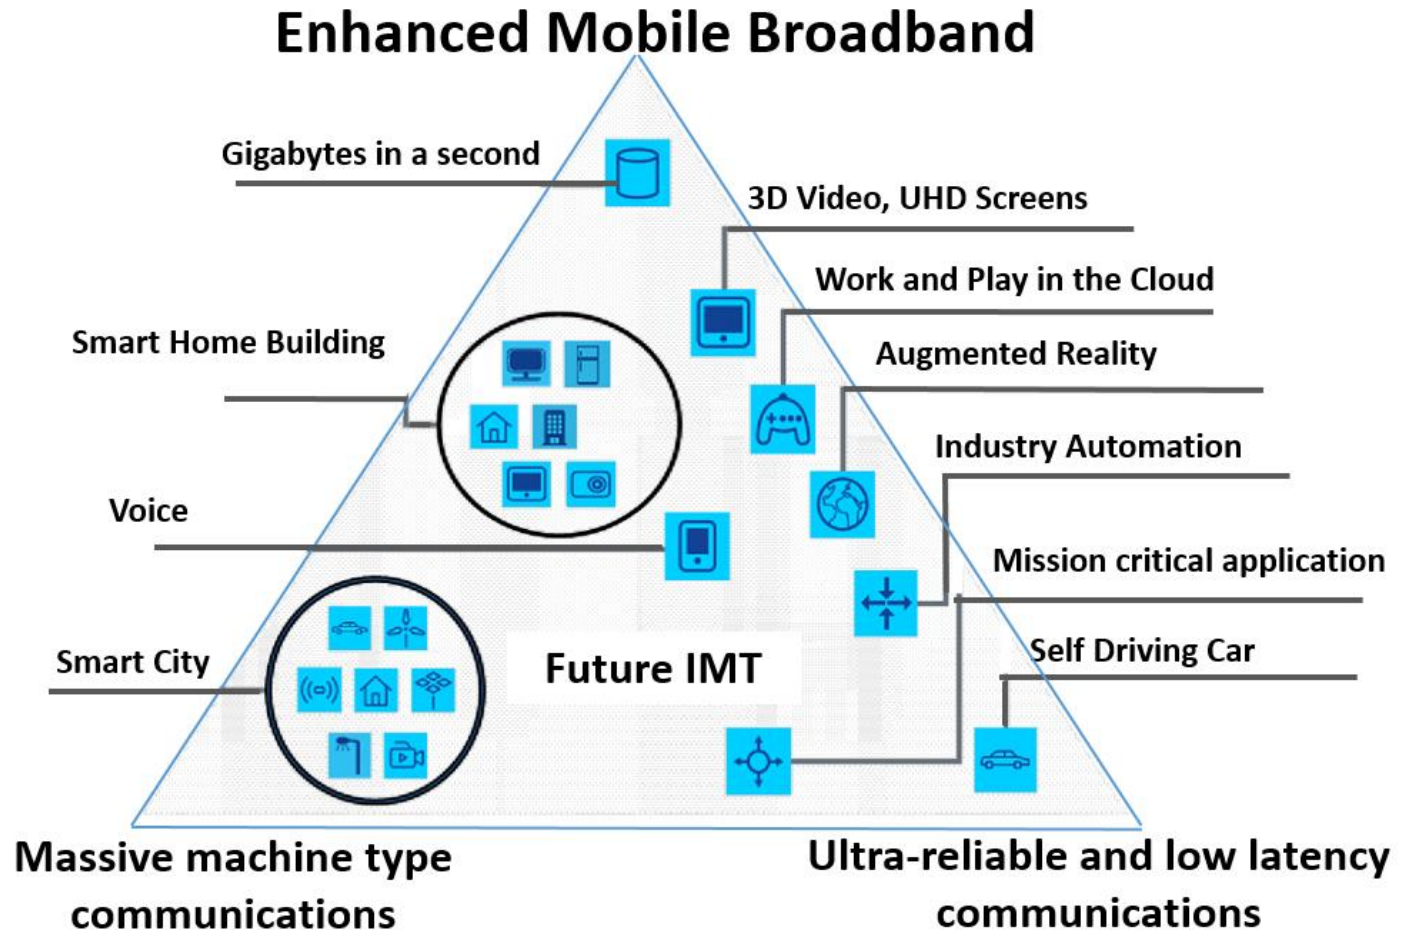 Enhanced Mobile Broadband
Gigabytes in a second
3D Video, UHD Screens
Work and Play in the Cloud
Smart Home Building
Augmented Reality
Industry Automation
Voice
Mission critical application
Smart City
Future IMT
Self Driving Car
Massive machine type
communications
Ultra-reliable and low latency
communications